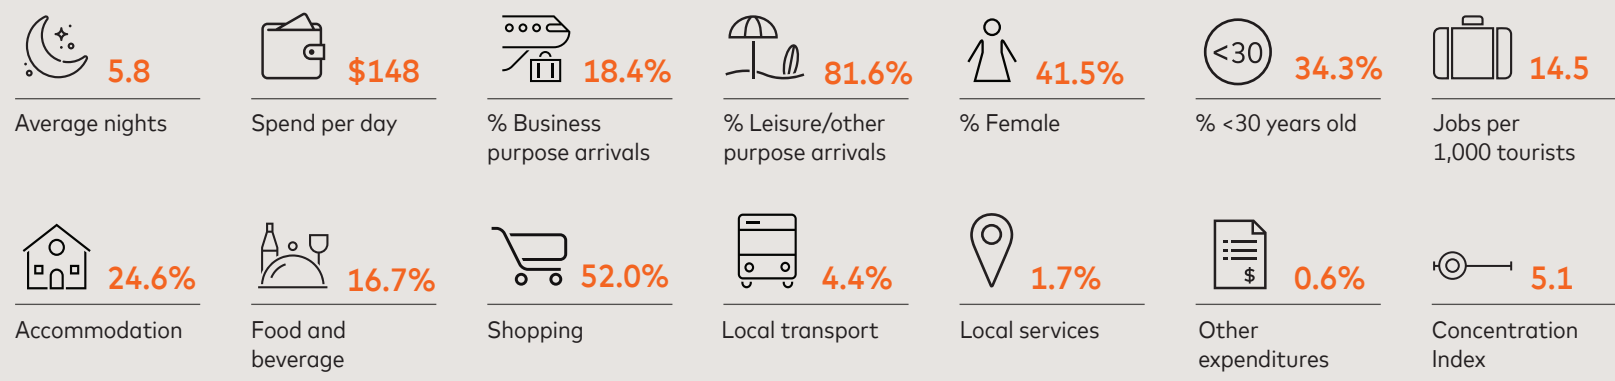 5.8
Average nights
$148
Spend per day
18.4%
% Business
purpose arrivals
81.6%
% Leisure/other
purpose arrivals
41.5%
% Female
<30
34.3%
% <30 years old
14.5
Jobs per
1,000 tourists
24.6%
Accommodation
16.7%
Food and
beverage
52.0%
Shopping
4.4%
Local transport
1.7%
Local services
$
0.6%
Other
expenditures
5.1
Concentration
Index